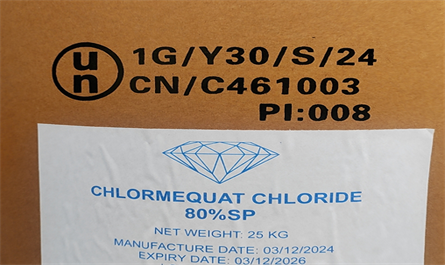 un
1G/Y30/S/24
CN/C461003
PI:008
CHLORMEQUAT CHLORIDE
80%SP
NET WEIGHT: 25 KG
MANUFACTURE DATE: 03/12/2024
EXPIRY DATE: 03/12/2026